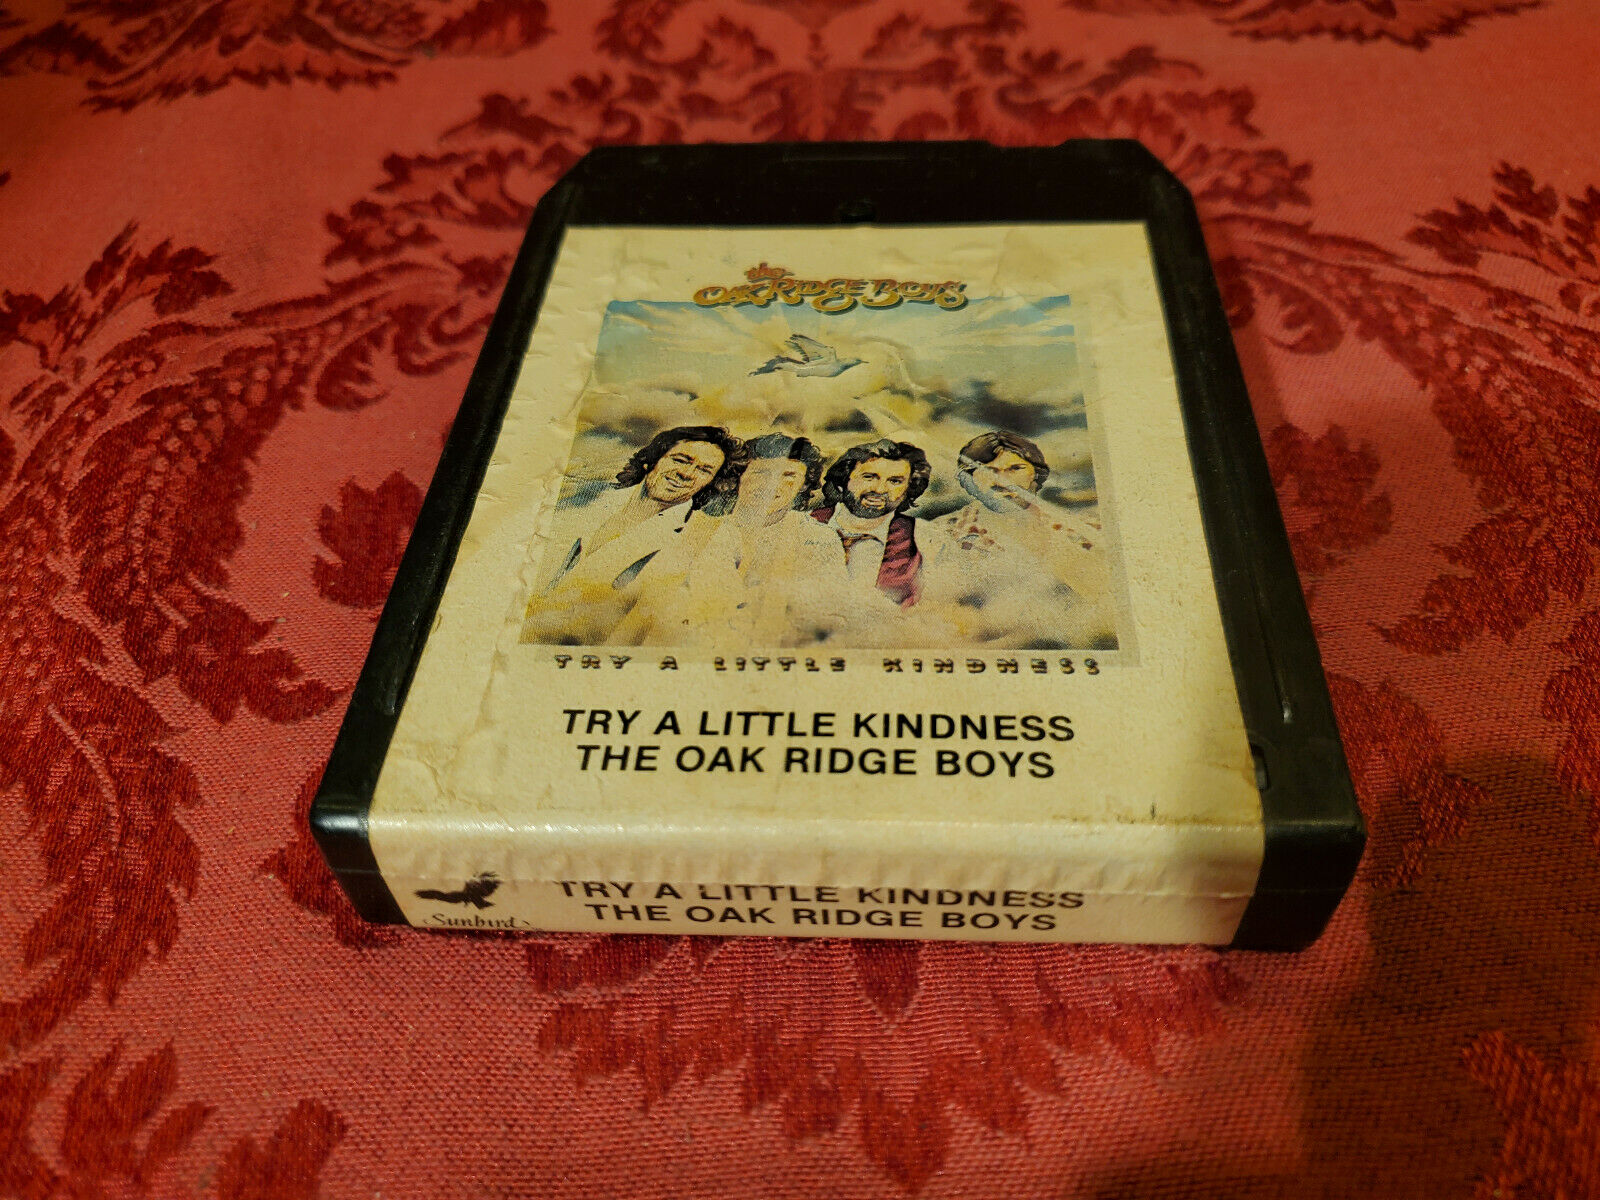 the
OAK RIDGE BOYS
TRY A LITTLE KINDNESS
TRY A LITTLE KINDNESS
THE OAK RIDGE BOYS
TRY A LITTLE KINDNESS
THE OAK RIDGE BOYS
Sunbird